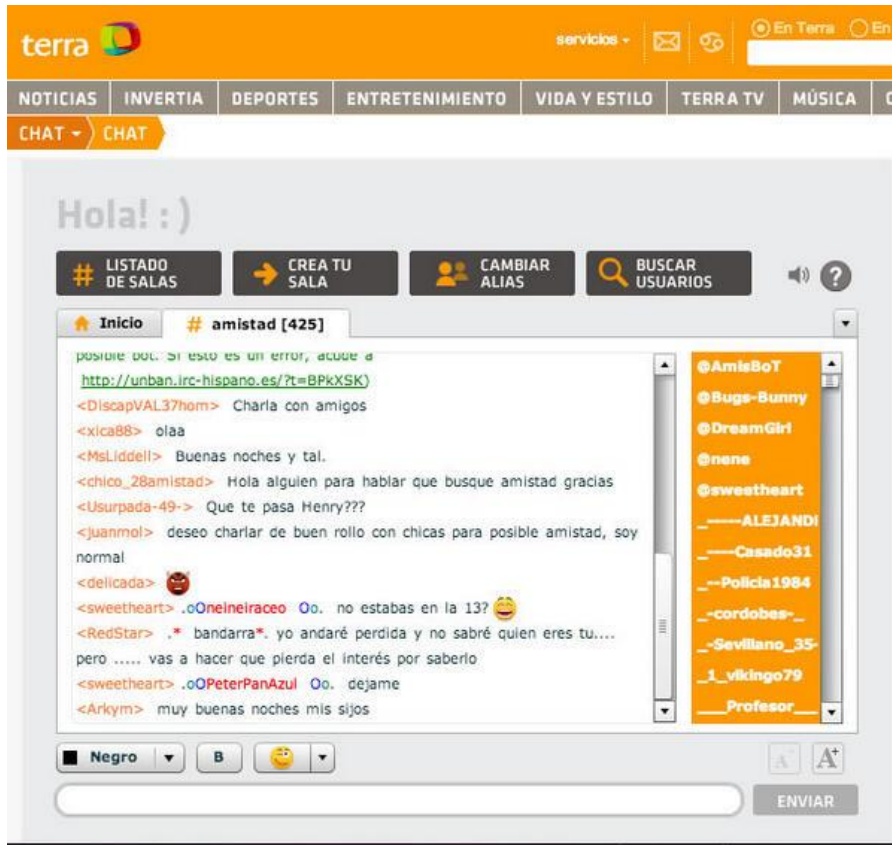 terra
servicios
En Terra En
NOTICIAS INVERTIA DEPORTES ENTRETENIMIENTO VIDA Y ESTILO TERRA TV MÚSICA
CHAT CHAT
Hola! : )
# LISTADO DE SALAS
CREA TU SALA
CAMBIAR ALIAS
BUSCAR USUARIOS
?
Inicio # amistad [425]
posible bot. Si esto es un error, acude a
http://unban.irc-hispano.es/?t=BPkXSK)
<DiscapVAL37hom> Charla con amigos
<xica88> olaa
<MsLiddell> Buenas noches y tal.
<chico_28amistad> Hola alguien para hablar que busque amistad gracias
<Usurpada-49-> Que te pasa Henry???
<juanmol> deseo charlar de buen rollo con chicas para posible amistad, soy
normal
<delicada>
<sweetheart> .oOneineiraceo Oo. no estabas en la 13?
<RedStar> .* bandarra*. yo andaré perdida y no sabré quien eres tu....
pero ..... vas a hacer que pierda el interés por saberlo
<sweetheart> .oOPeterPanAzul Oo. dejame
<Arkym> muy buenas noches mis sijos
@AmisBoT
@Bugs-Bunny
@DreamGirl
@nene
@sweetheart
_-----ALEJANDI
_----Casado31
_--Policia1984
_-cordobes-_
_-Sevillano_35-
_1_vikingo79
___Profesor___
Negro B A- A+
ENVIAR